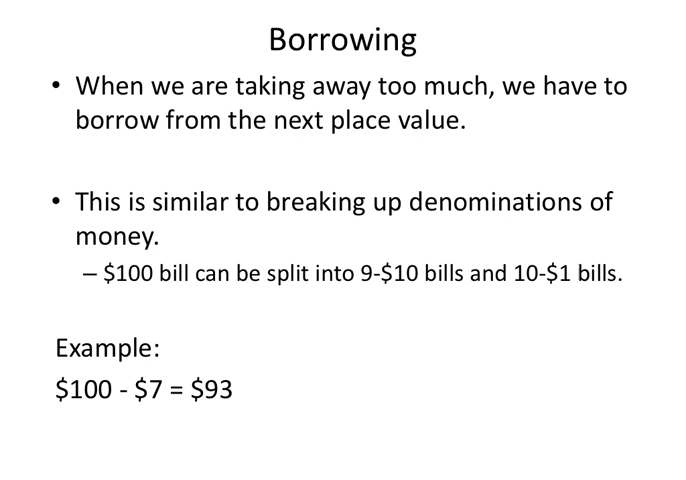 Borrowing
• When we are taking away too much, we have to
borrow from the next place value.
• This is similar to breaking up denominations of
money.
– $100 bill can be split into 9-$10 bills and 10-$1 bills.
Example:
$100 - $7 = $93